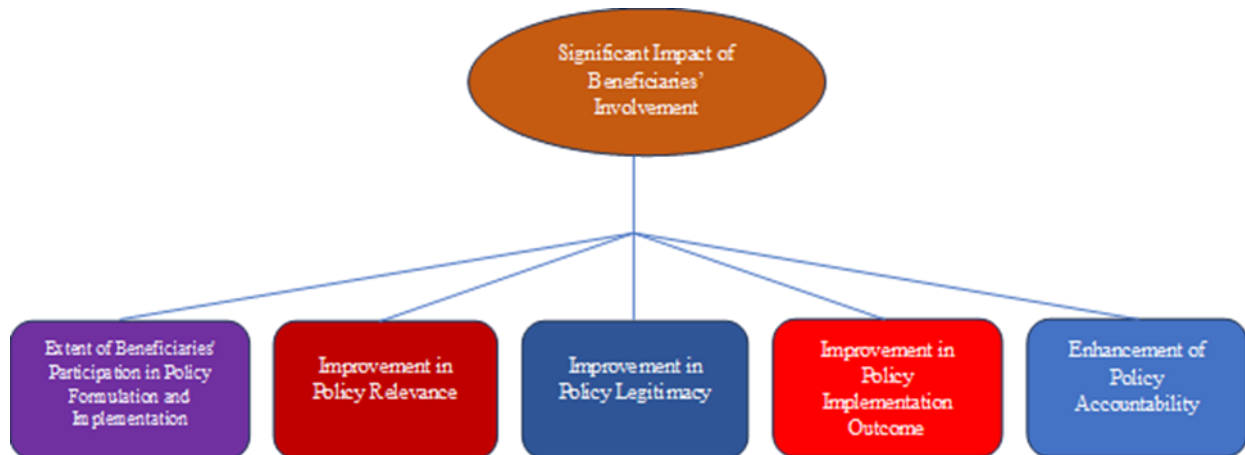 Significant Impact of
Beneficiaries'
Involvement
Extent of Beneficiaries'
Participation in Policy
Formulation and
Implementation
Improvement in
Policy Relevance
Improvement in
Policy Legitimacy
Improvement in
Policy
Implementation
Outcome
Enhancement of
Policy
Accountability